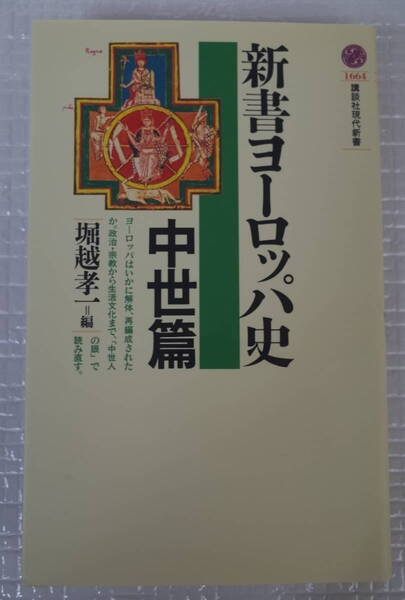 1664
講談社現代新書
新書ヨーロッパ史
中世篇
堀越孝一=編
ヨーロッパはいかに解体、再編成された
か。政治・宗教から生活文化まで、「中世人
の眼」で
読み直す。
Regno